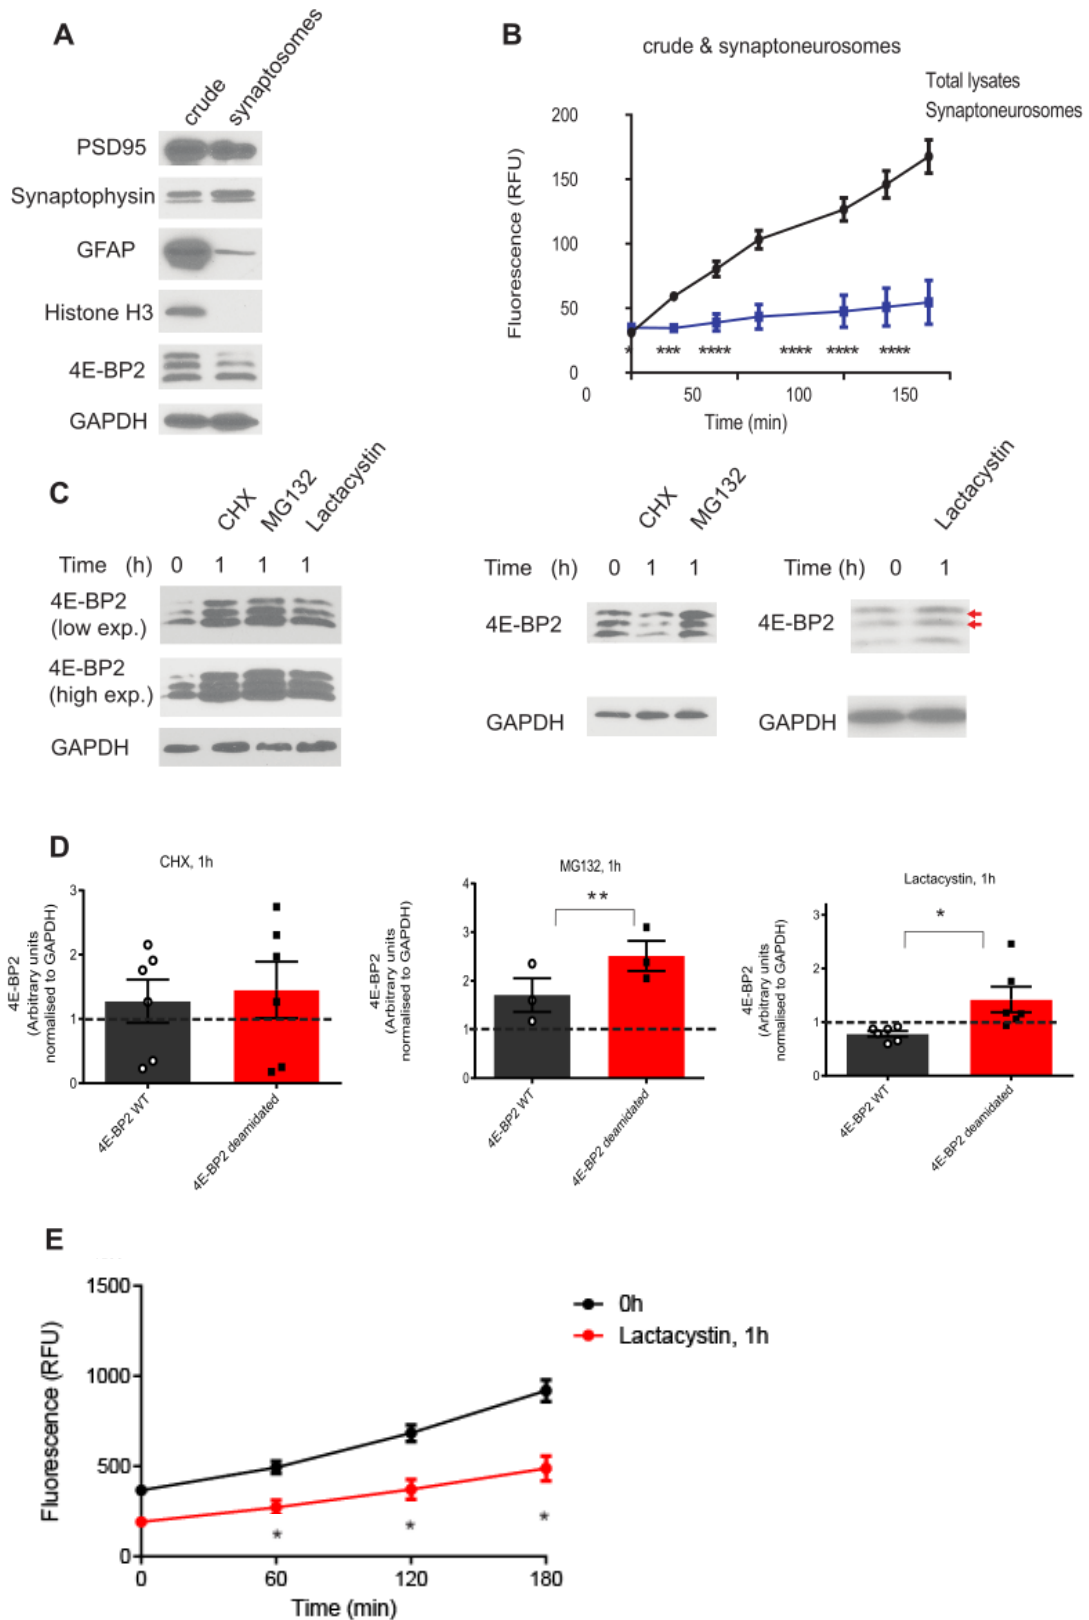 A
crude
synaptosomes
PSD95
Synaptophysin
GFAP
Histone H3
4E-BP2
GAPDH
B
crude & synaptoneurosomes
Total lysates
Synaptoneurosomes
Fluorescence (RFU)
200
150
100
50
0
* *** **** **** **** ****
0 50 100 150
Time (min)
C
CHX
MG132
Lactacystin
Time (h) 0 1 1 1
4E-BP2
(low exp.)
4E-BP2
(high exp.)
GAPDH
CHX
MG132
Time (h) 0 1 1
4E-BP2
GAPDH
Lactacystin
Time (h) 0 1
4E-BP2
GAPDH
D
CHX, 1h
4E-BP2
(Arbitrary units
normalised to GAPDH)
3
2
1
0
4E-BP2 WT
4E-BP2 deamidated
MG132, 1h
4E-BP2
(Arbitrary units
normalised to GAPDH)
4
3
2
1
0
**
4E-BP2 WT
4E-BP2 deamidated
Lactacystin, 1h
4E-BP2
(Arbitrary units
normalised to GAPDH)
3
2
1
0
*
4E-BP2 WT
4E-BP2 deamidated
E
Fluorescence (RFU)
1500
1000
500
0
0h
Lactacystin, 1h
* * *
0 60 120 180
Time (min)